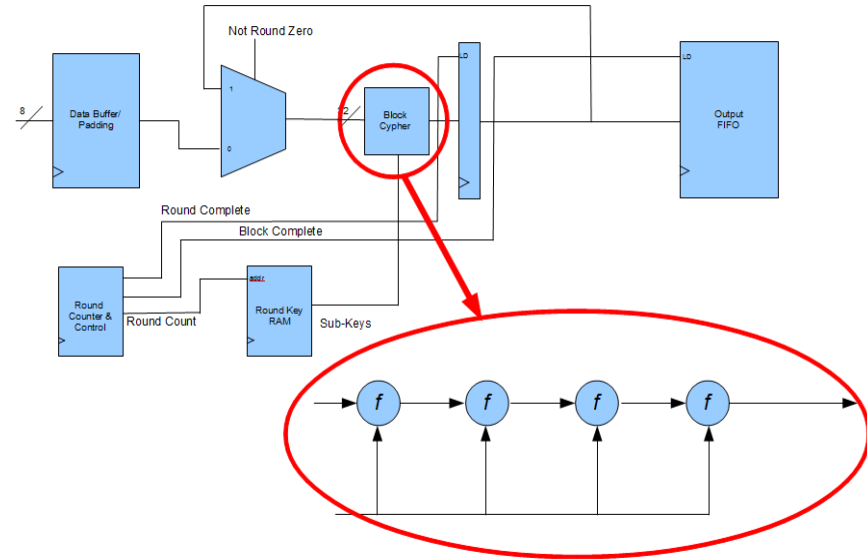 Not Round Zero
8
Data Buffer/
Padding
1
0
2
Block
Cypher
LD
LD
Output
FIFO
Round Complete
Block Complete
Round
Counter &
Control
Round Count
addr
Round Key
RAM
Sub-Keys
f
f
f
f